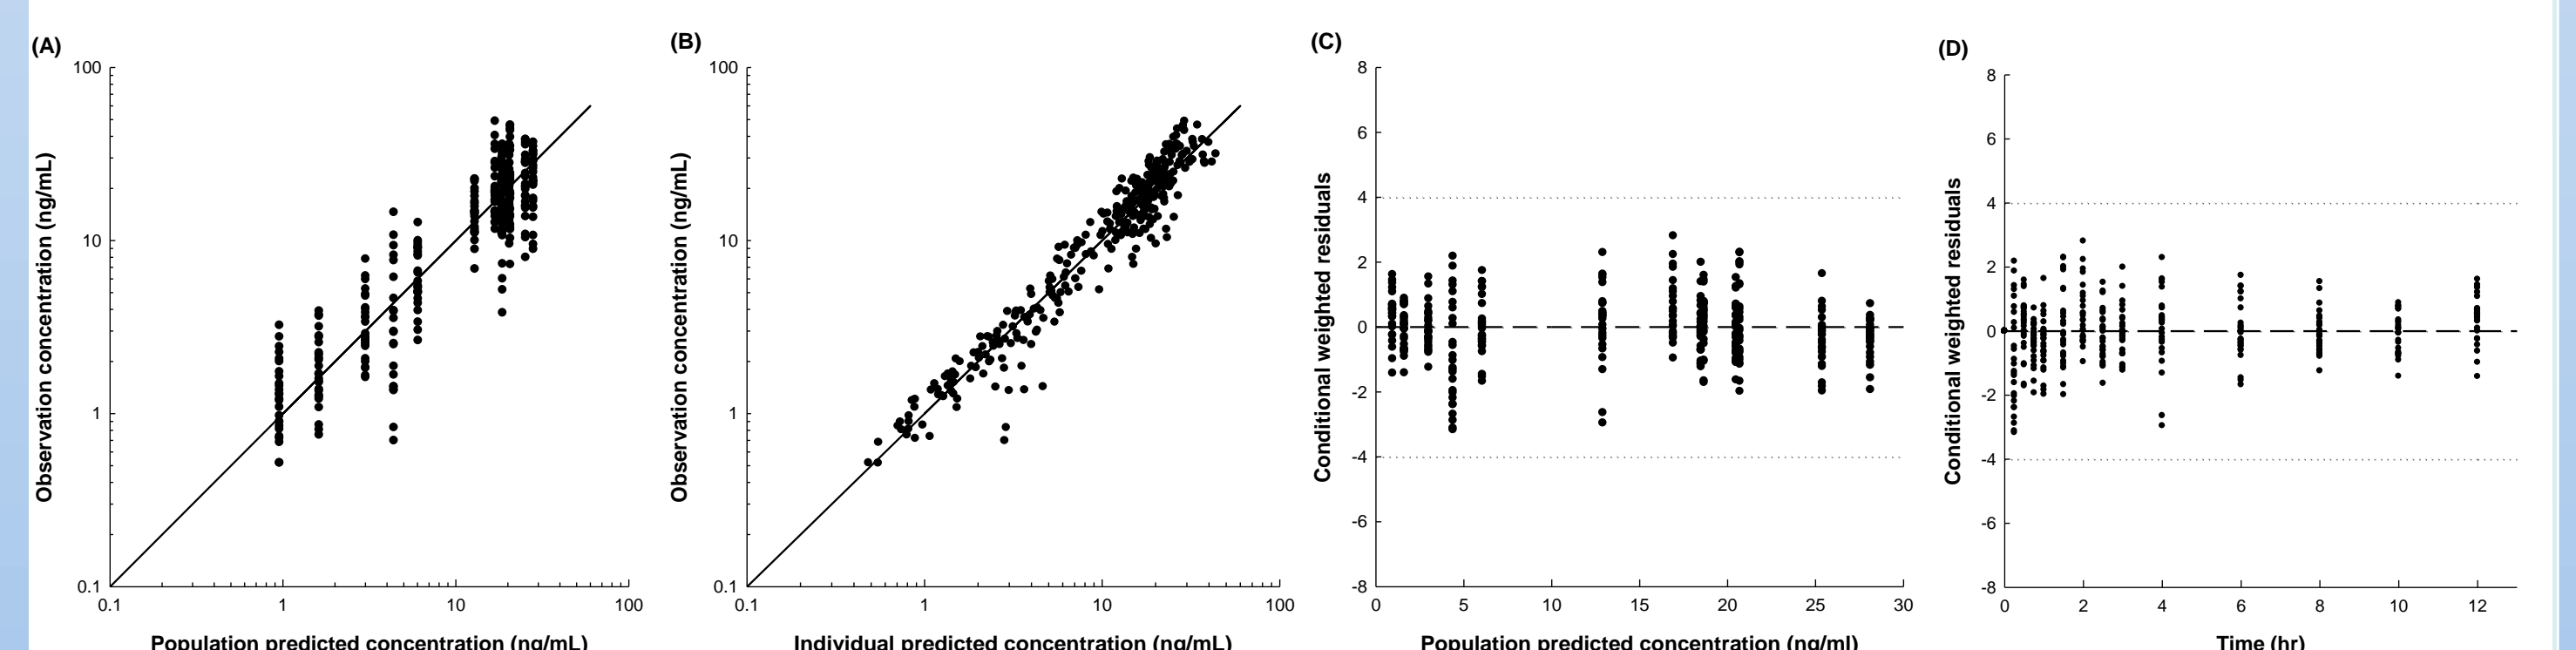 (A)
100
10
1
0.1
0.1 1 10 100
Observation concentration (ng/mL)
Population predicted concentration (ng/mL)
(B)
100
10
1
0.1
0.1 1 10 100
Observation concentration (ng/mL)
Individual predicted concentration (ng/mL)
(C)
8
6
4
2
0
-2
-4
-6
-8
0 5 10 15 20 25 30
Conditional weighted residuals
Population predicted concentration (ng/ml)
(D)
8
6
4
2
0
-2
-4
-6
-8
0 2 4 6 8 10 12
Conditional weighted residuals
Time (hr)